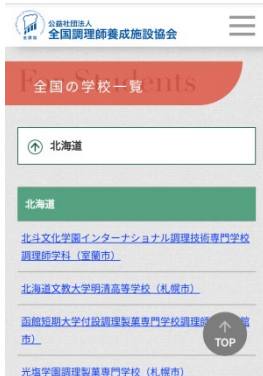 公益社団法人
全国調理師養成施設協会
For Students
全国の学校一覧
北海道
北海道
北斗文化学園インターナショナル調理技術専門学校
調理師学科（室蘭市）
北海道文教大学明清高等学校（札幌市）
函館短期大学付設調理製菓専門学校調理師
市）
TOP
光塩学園調理製菓専門学校（札幌市）